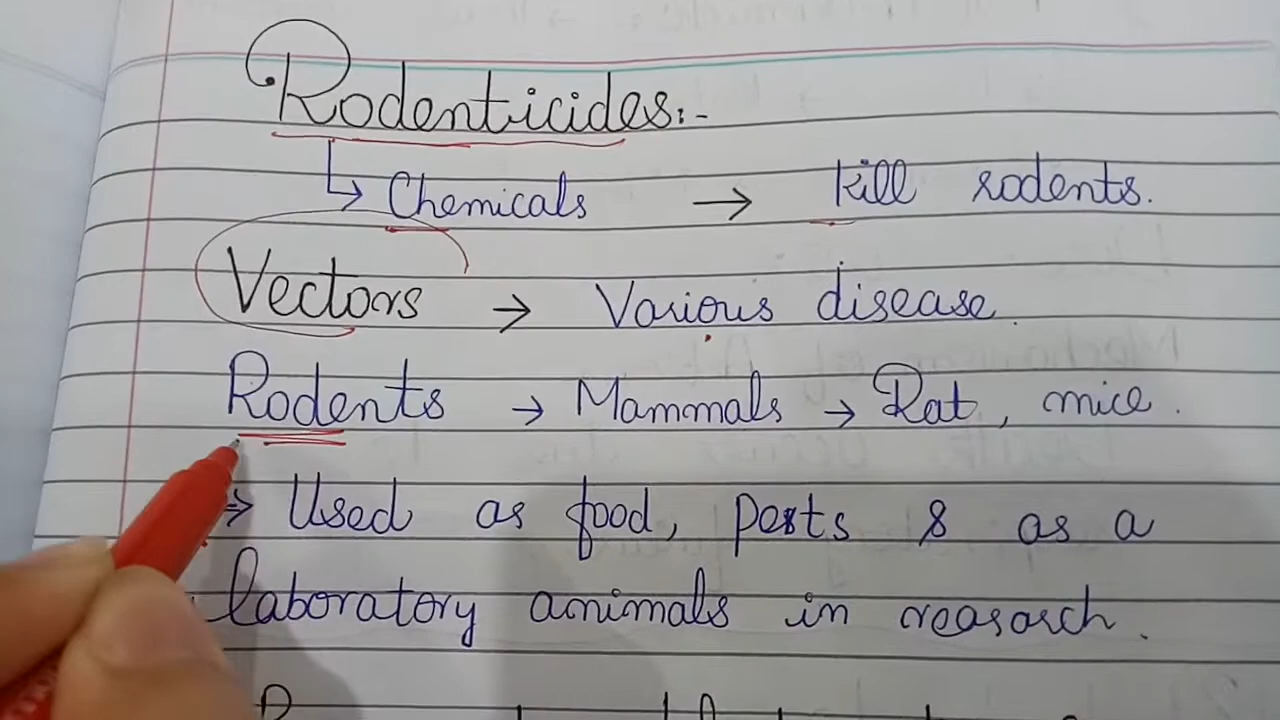 Rodenticides:-
↳ Chemicals → kill rodents.
Vectors → Various disease.
Rodents → Mammals → Rat, mice.
⇒ Used as food, pests & as a
laboratory animals in reasarch.